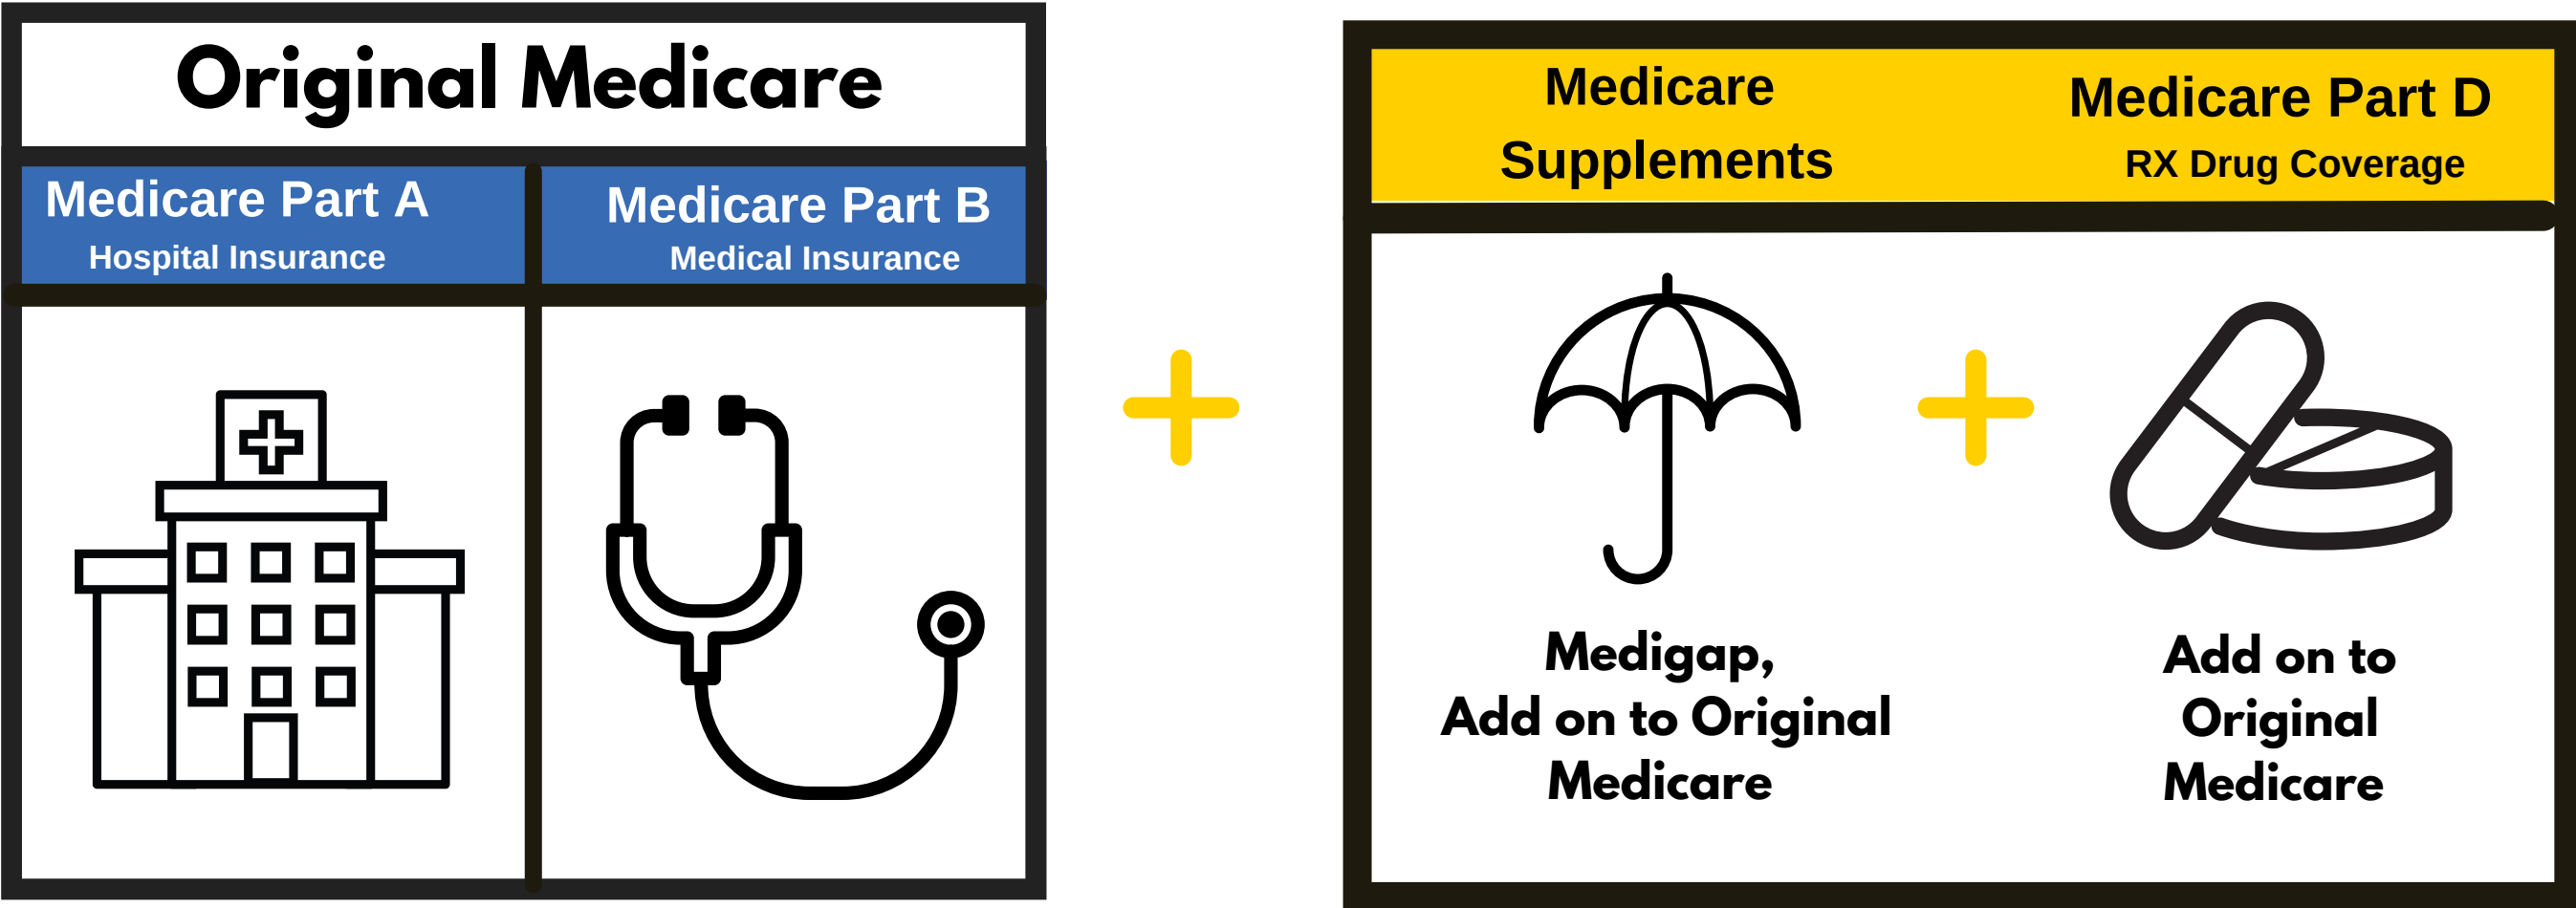 Original Medicare
Medicare Part A
Hospital Insurance
Medicare Part B
Medical Insurance
Medicare
Supplements
Medicare Part D
RX Drug Coverage
Medigap,
Add on to Original
Medicare
Add on to
Original
Medicare